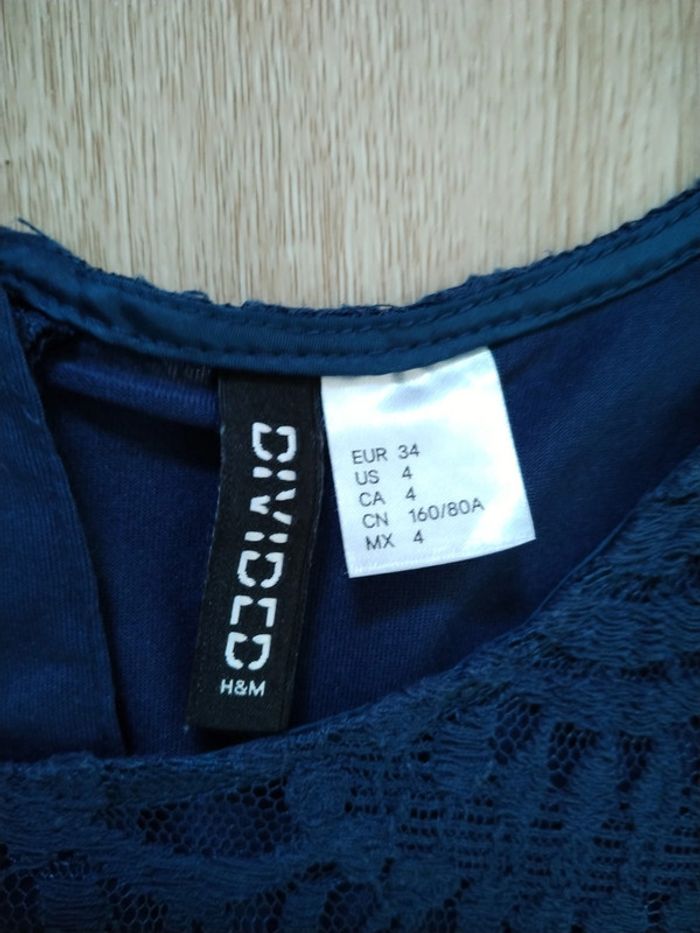 DIVIDED
H&M
EUR 34
US 4
CA 4
CN 160/80A
MX 4